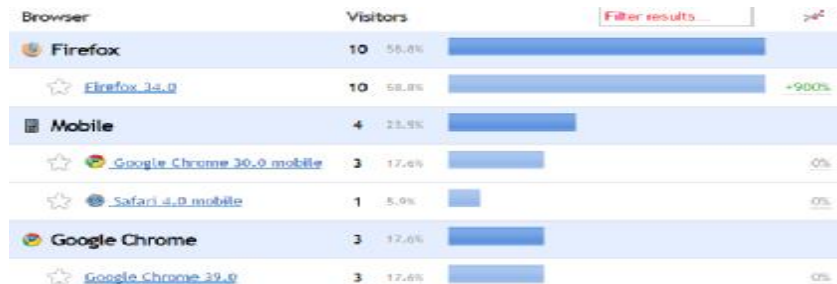 Browser Visitors Filter results...
Firefox 10 58.8%
Firefox 34.0 10 58.8% +900%
Mobile 4 23.5%
Google Chrome 30.0 mobile 3 17.6% 0%
Safari 4.0 mobile 1 5.9% 0%
Google Chrome 3 17.6%
Google Chrome 39.0 3 17.6% 0%